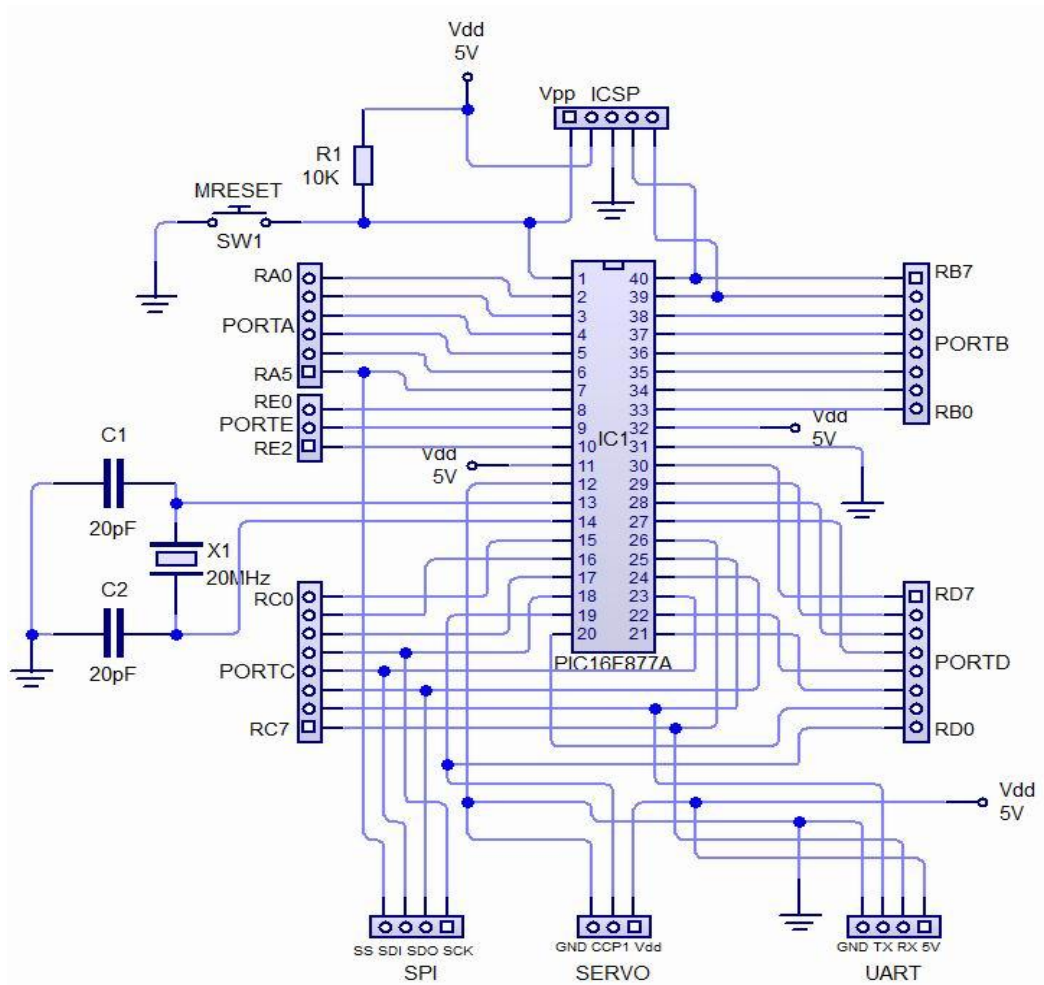 Vdd
5V
Vpp ICSP
R1
10K
MRESET
SW1
RA0
PORTA
RA5
RE0
PORTE
RE2
1
2
3
4
5
6
7
8
9
10
11
12
13
14
15
16
17
18
19
20
40
39
38
37
36
35
34
33
32
31
30
29
28
27
26
25
24
23
22
21
IC1
PIC16F877A
RB7
PORTB
RB0
Vdd
5V
Vdd
5V
C1
20pF
X1
20MHz
C2
20pF
RC0
PORTC
RC7
RD7
PORTD
RD0
Vdd
5V
SS SDI SDO SCK
SPI
GND CCP1 Vdd
SERVO
GND TX RX 5V
UART